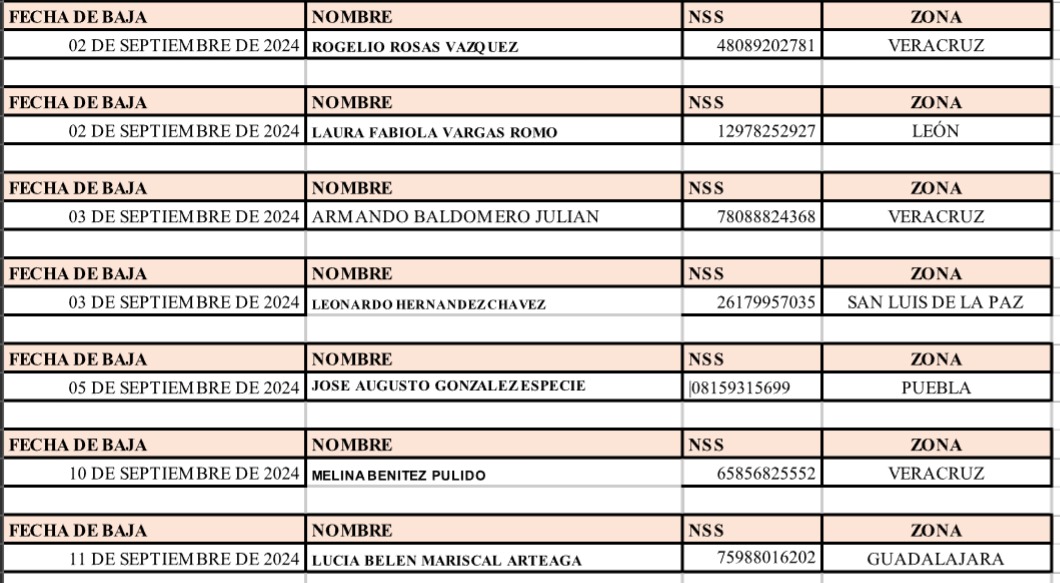 FECHA DE BAJA NOMBRE NSS ZONA
02 DE SEPTIEMBRE DE 2024 ROGELIO ROSAS VAZQUEZ 48089202781 VERACRUZ
FECHA DE BAJA NOMBRE NSS ZONA
02 DE SEPTIEMBRE DE 2024 LAURA FABIOLA VARGAS ROMO 12978252927 LEÓN
FECHA DE BAJA NOMBRE NSS ZONA
03 DE SEPTIEMBRE DE 2024 ARMANDO BALDOMERO JULIAN 78088824368 VERACRUZ
FECHA DE BAJA NOMBRE NSS ZONA
03 DE SEPTIEMBRE DE 2024 LEONARDO HERNANDEZ CHAVEZ 26179957035 SAN LUIS DE LA PAZ
FECHA DE BAJA NOMBRE NSS ZONA
05 DE SEPTIEMBRE DE 2024 JOSE AUGUSTO GONZALEZ ESPECIE 08159315699 PUEBLA
FECHA DE BAJA NOMBRE NSS ZONA
10 DE SEPTIEMBRE DE 2024 MELINA BENITEZ PULIDO 65856825552 VERACRUZ
FECHA DE BAJA NOMBRE NSS ZONA
11 DE SEPTIEMBRE DE 2024 LUCIA BELEN MARISCAL ARTEAGA 75988016202 GUADALAJARA